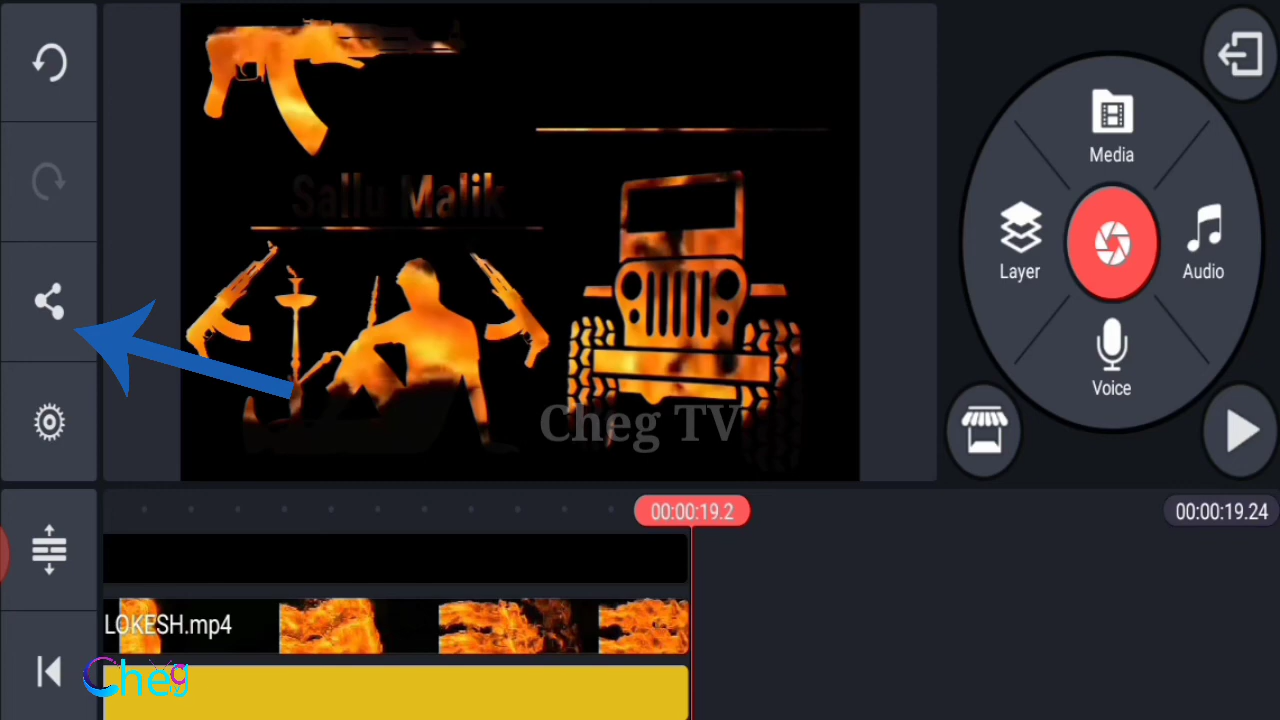 Media
Sallu Malik
Layer
Audio
Voice
Cheg TV
00:00:19.2
00:00:19.24
LOKESH.mp4
Cheg
TV